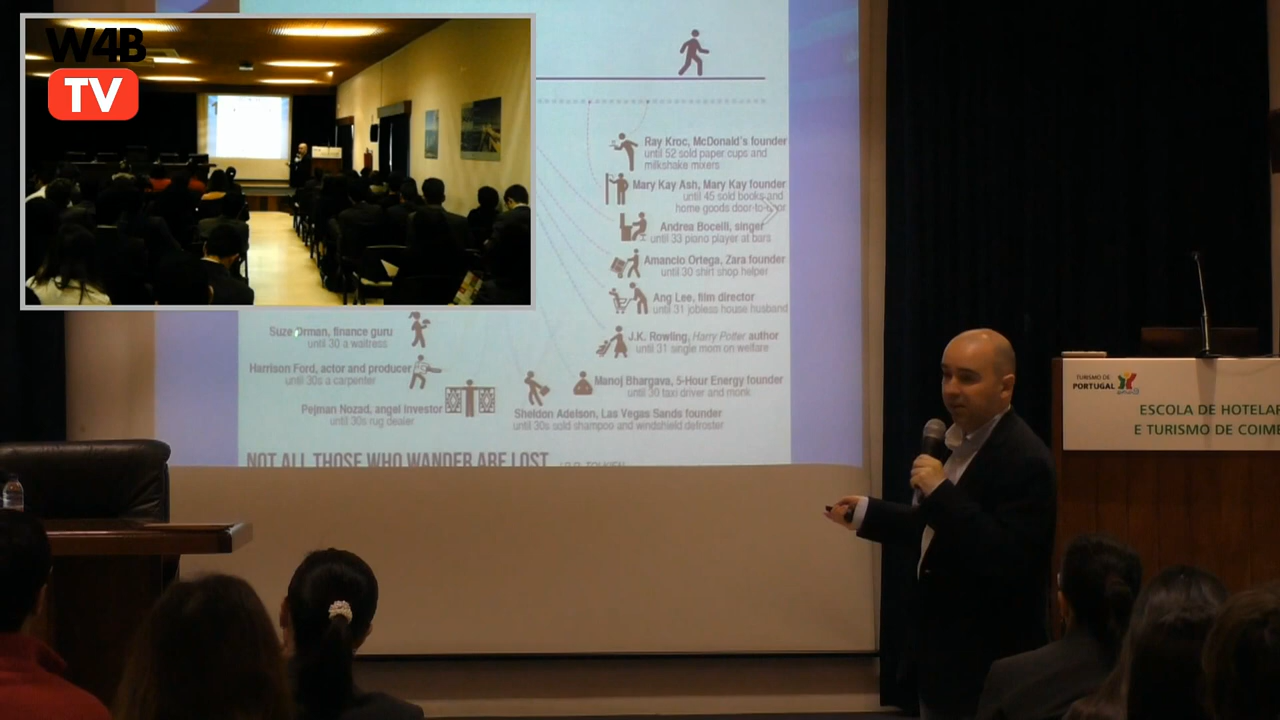 W4B
TV
Ray Kroc, McDonald's founder
until 52 sold paper cups and
milkshake mixers
Mary Kay Ash, Mary Kay founder
until 45 sold books and
home goods door-to-door
Andrea Bocelli, singer
until 33 piano player at bars
Amancio Ortega, Zara founder
until 30 shirt shop helper
Ang Lee, film director
until 31 jobless house husband
J.K. Rowling, Harry Potter author
until 31 single mom on welfare
Suze Orman, finance guru
until 30 a waitress
Harrison Ford, actor and producer
until 30s a carpenter
Manoj Bhargava, 5-Hour Energy founder
until 30 taxi driver and monk
Pejman Nozad, angel investor
until 30s rug dealer
Sheldon Adelson, Las Vegas Sands founder
until 30s sold shampoo and windshield defroster
NOT ALL THOSE WHO WANDER ARE LOST
TURISMO DE
PORTUGAL
ESCOLA DE HOTELAR
E TURISMO DE COIME